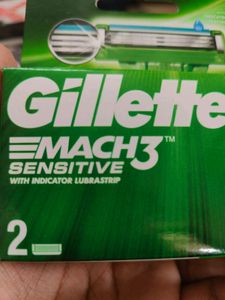 Gillette
MACH3™
SENSITIVE
WITH INDICATOR LUBRASTRIP
2